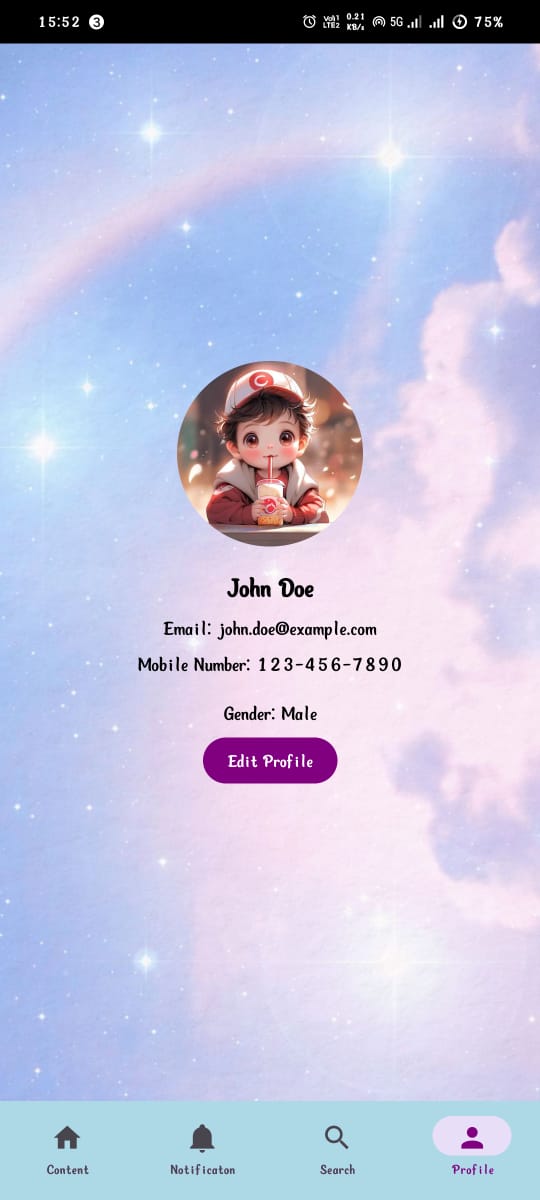 15:52 3 Vo)) 1 LTE2 0.21 KB/s 5G 75%
John Doe
Email: john.doe@example.com
Mobile Number: 123-456-7890
Gender: Male
Edit Profile
Content Notificaton Search Profile